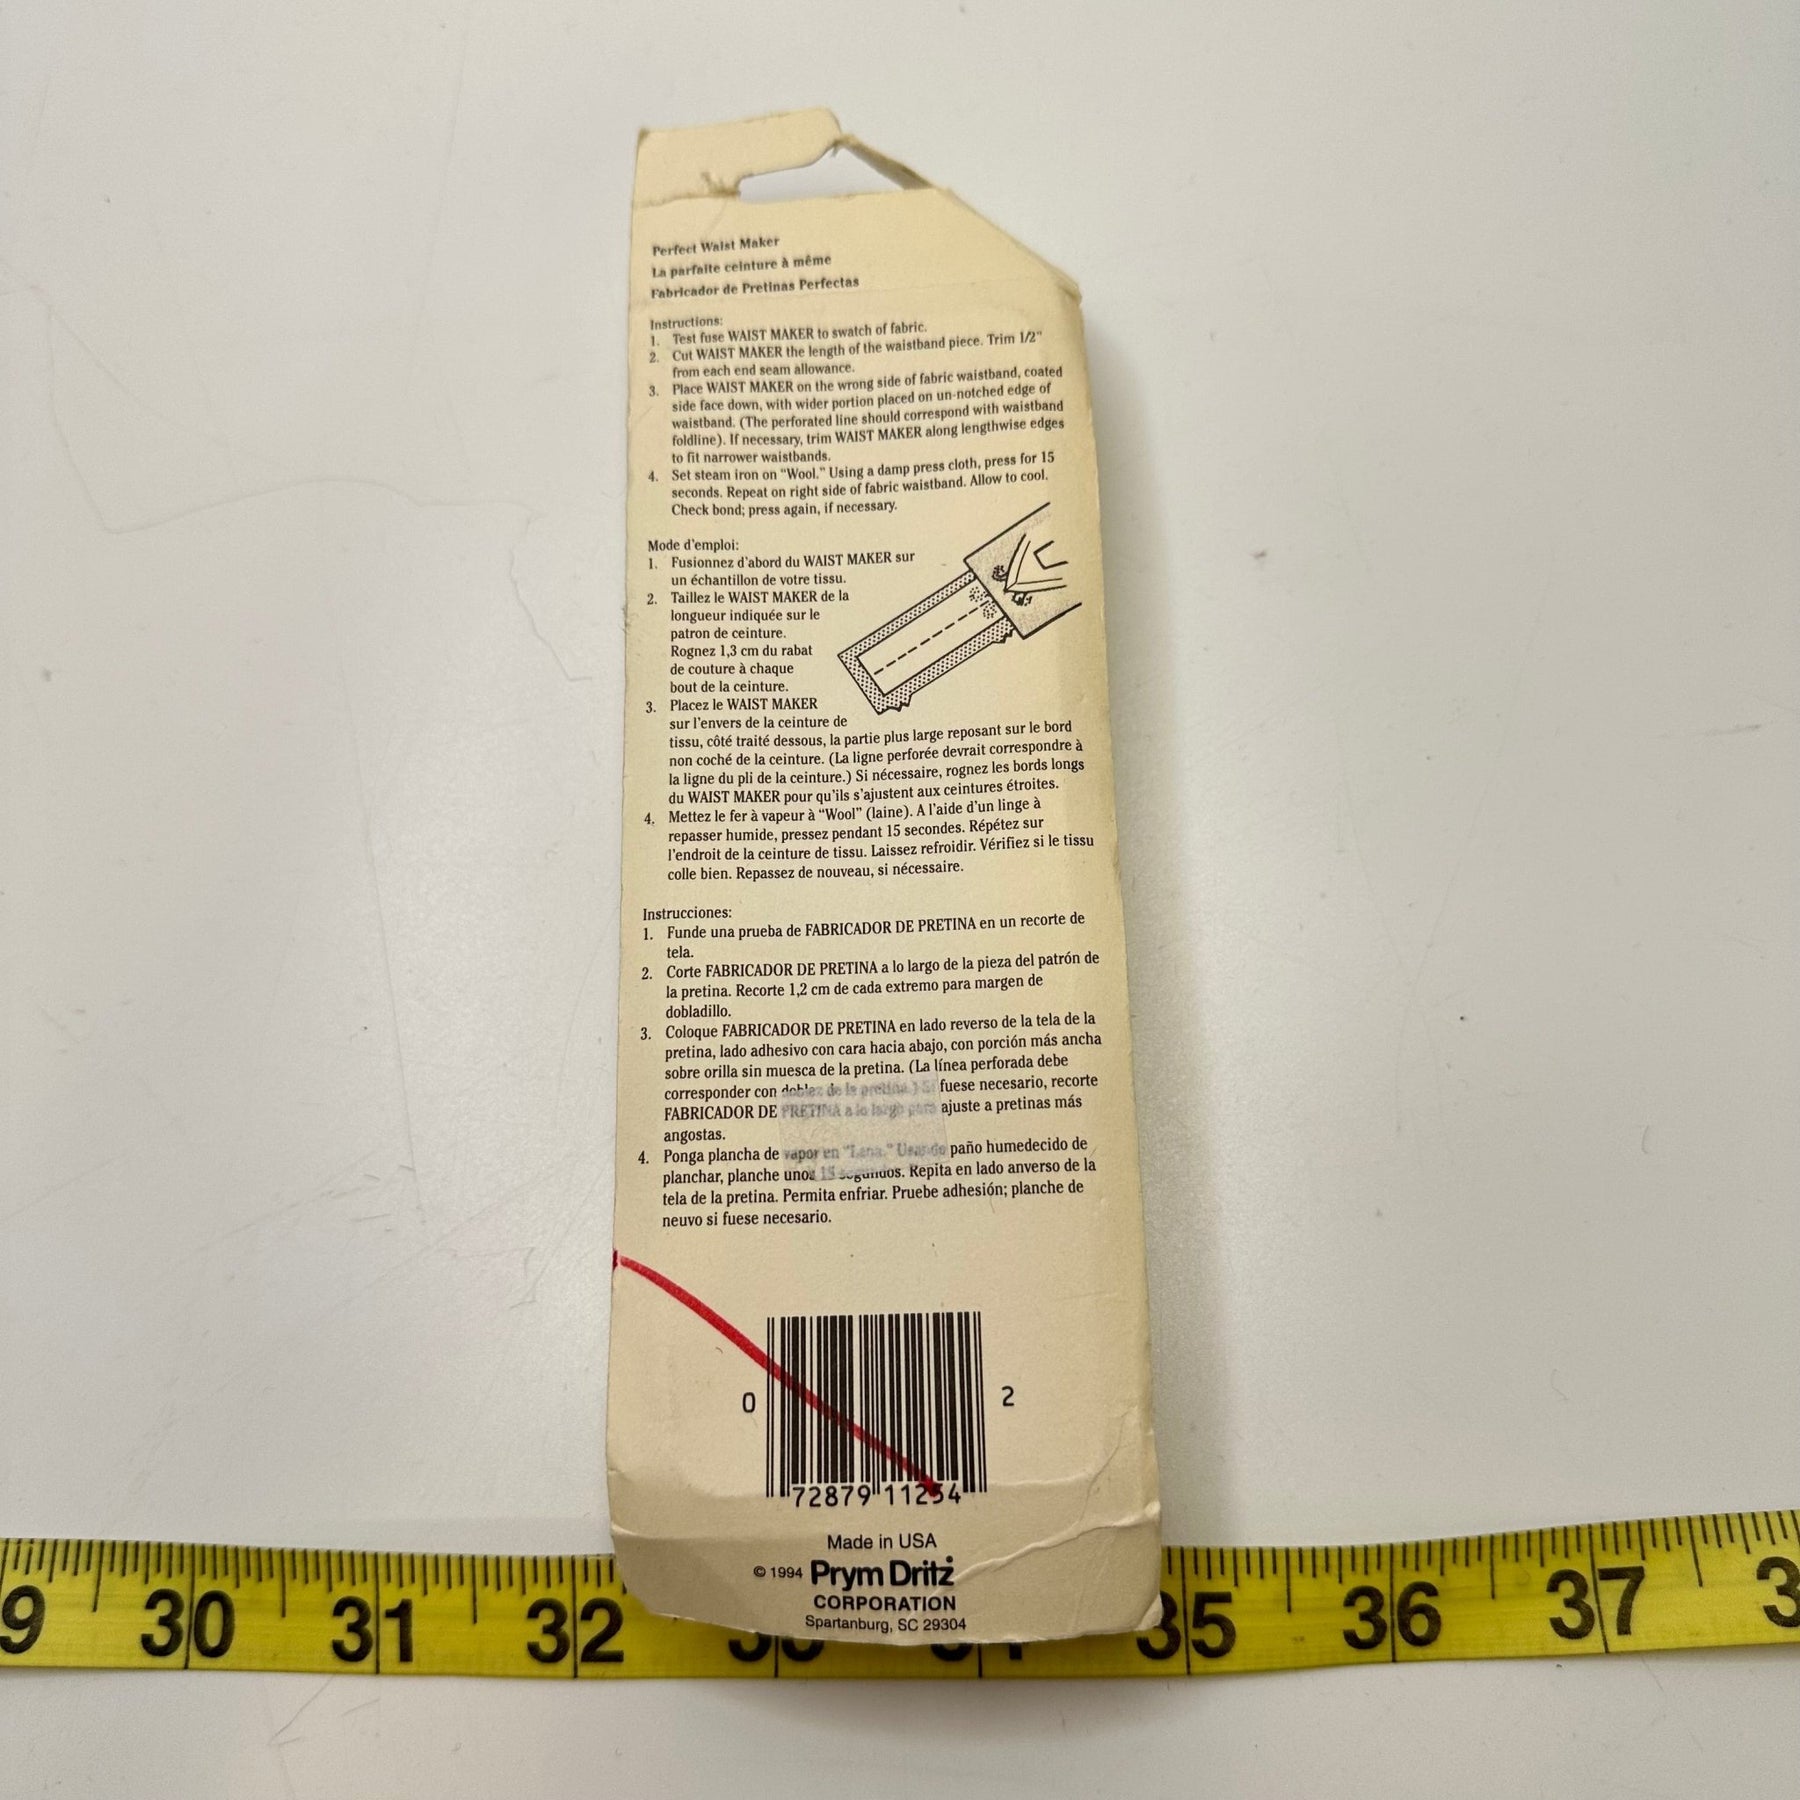 Perfect Waist Maker
La parfaite ceinture à même
Fabricador de Pretinas Perfectas
Instructions:
1. Test fuse WAIST MAKER to swatch of fabric.
2. Cut WAIST MAKER the length of the waistband piece. Trim 1/2"
from each end seam allowance.
3. Place WAIST MAKER on the wrong side of fabric waistband, coated
side face down, with wider portion placed on un-notched edge of
waistband. (The perforated line should correspond with waistband
foldline). If necessary, trim WAIST MAKER along lengthwise edges
to fit narrower waistbands.
4. Set steam iron on "Wool." Using a damp press cloth, press for 15
seconds. Repeat on right side of fabric waistband. Allow to cool.
Check bond; press again, if necessary.
Mode d'emploi:
1. Fusionnez d'abord du WAIST MAKER sur
un échantillon de votre tissu.
2. Taillez le WAIST MAKER de la
longueur indiquée sur le
patron de ceinture.
Rognez 1,3 cm du rabat
de couture à chaque
bout de la ceinture.
3. Placez le WAIST MAKER
sur l'envers de la ceinture de
tissu, côté traité dessous, la partie plus large reposant sur le bord
non coché de la ceinture. (La ligne perforée devrait correspondre à
la ligne du pli de la ceinture.) Si nécessaire, rognez les bords longs
du WAIST MAKER pour qu'ils s'ajustent aux ceintures étroites.
4. Mettez le fer à vapeur à "Wool" (laine). A l'aide d'un linge à
repasser humide, pressez pendant 15 secondes. Répétez sur
l'endroit de la ceinture de tissu. Laissez refroidir. Vérifiez si le tissu
colle bien. Repassez de nouveau, si nécessaire.
Instrucciones:
1. Funde una prueba de FABRICADOR DE PRETINA en un recorte de
tela.
2. Corte FABRICADOR DE PRETINA a lo largo de la pieza del patrón de
la pretina. Recorte 1,2 cm de cada extremo para margen de
dobladillo.
3. Coloque FABRICADOR DE PRETINA en lado reverso de la tela de la
pretina, lado adhesivo con cara hacia abajo, con porción más ancha
sobre orilla sin muesca de la pretina. (La línea perforada debe
corresponder con doblez de la pretina.) Si fuese necesario, recorte
FABRICADOR DE PRETINA a lo largo para ajuste a pretinas más
angostas.
4. Ponga plancha de vapor en "Lana." Usando paño humedecido de
planchar, planche unos 15 segundos. Repita en lado anverso de la
tela de la pretina. Permita enfriar. Pruebe adhesión; planche de
neuvo si fuese necesario.
0 72879 11254 2
Made in USA
© 1994 Prym Dritz
CORPORATION
Spartanburg, SC 29304
30 31 32 33 34 35 36 37